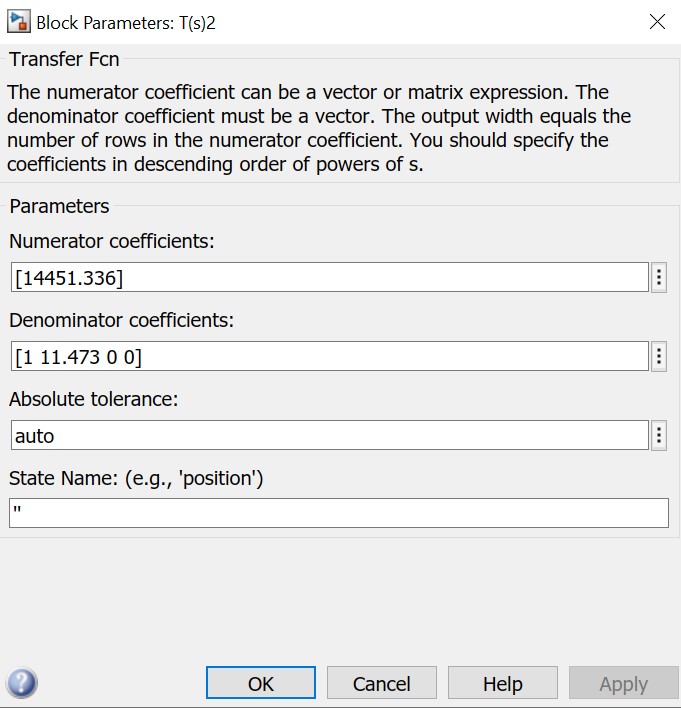 Block Parameters: T(s)2
Transfer Fcn
The numerator coefficient can be a vector or matrix expression. The
denominator coefficient must be a vector. The output width equals the
number of rows in the numerator coefficient. You should specify the
coefficients in descending order of powers of s.
Parameters
Numerator coefficients:
[14451.336]
Denominator coefficients:
[1 11.473 0 0]
Absolute tolerance:
auto
State Name: (e.g., 'position')
''
OK Cancel Help Apply